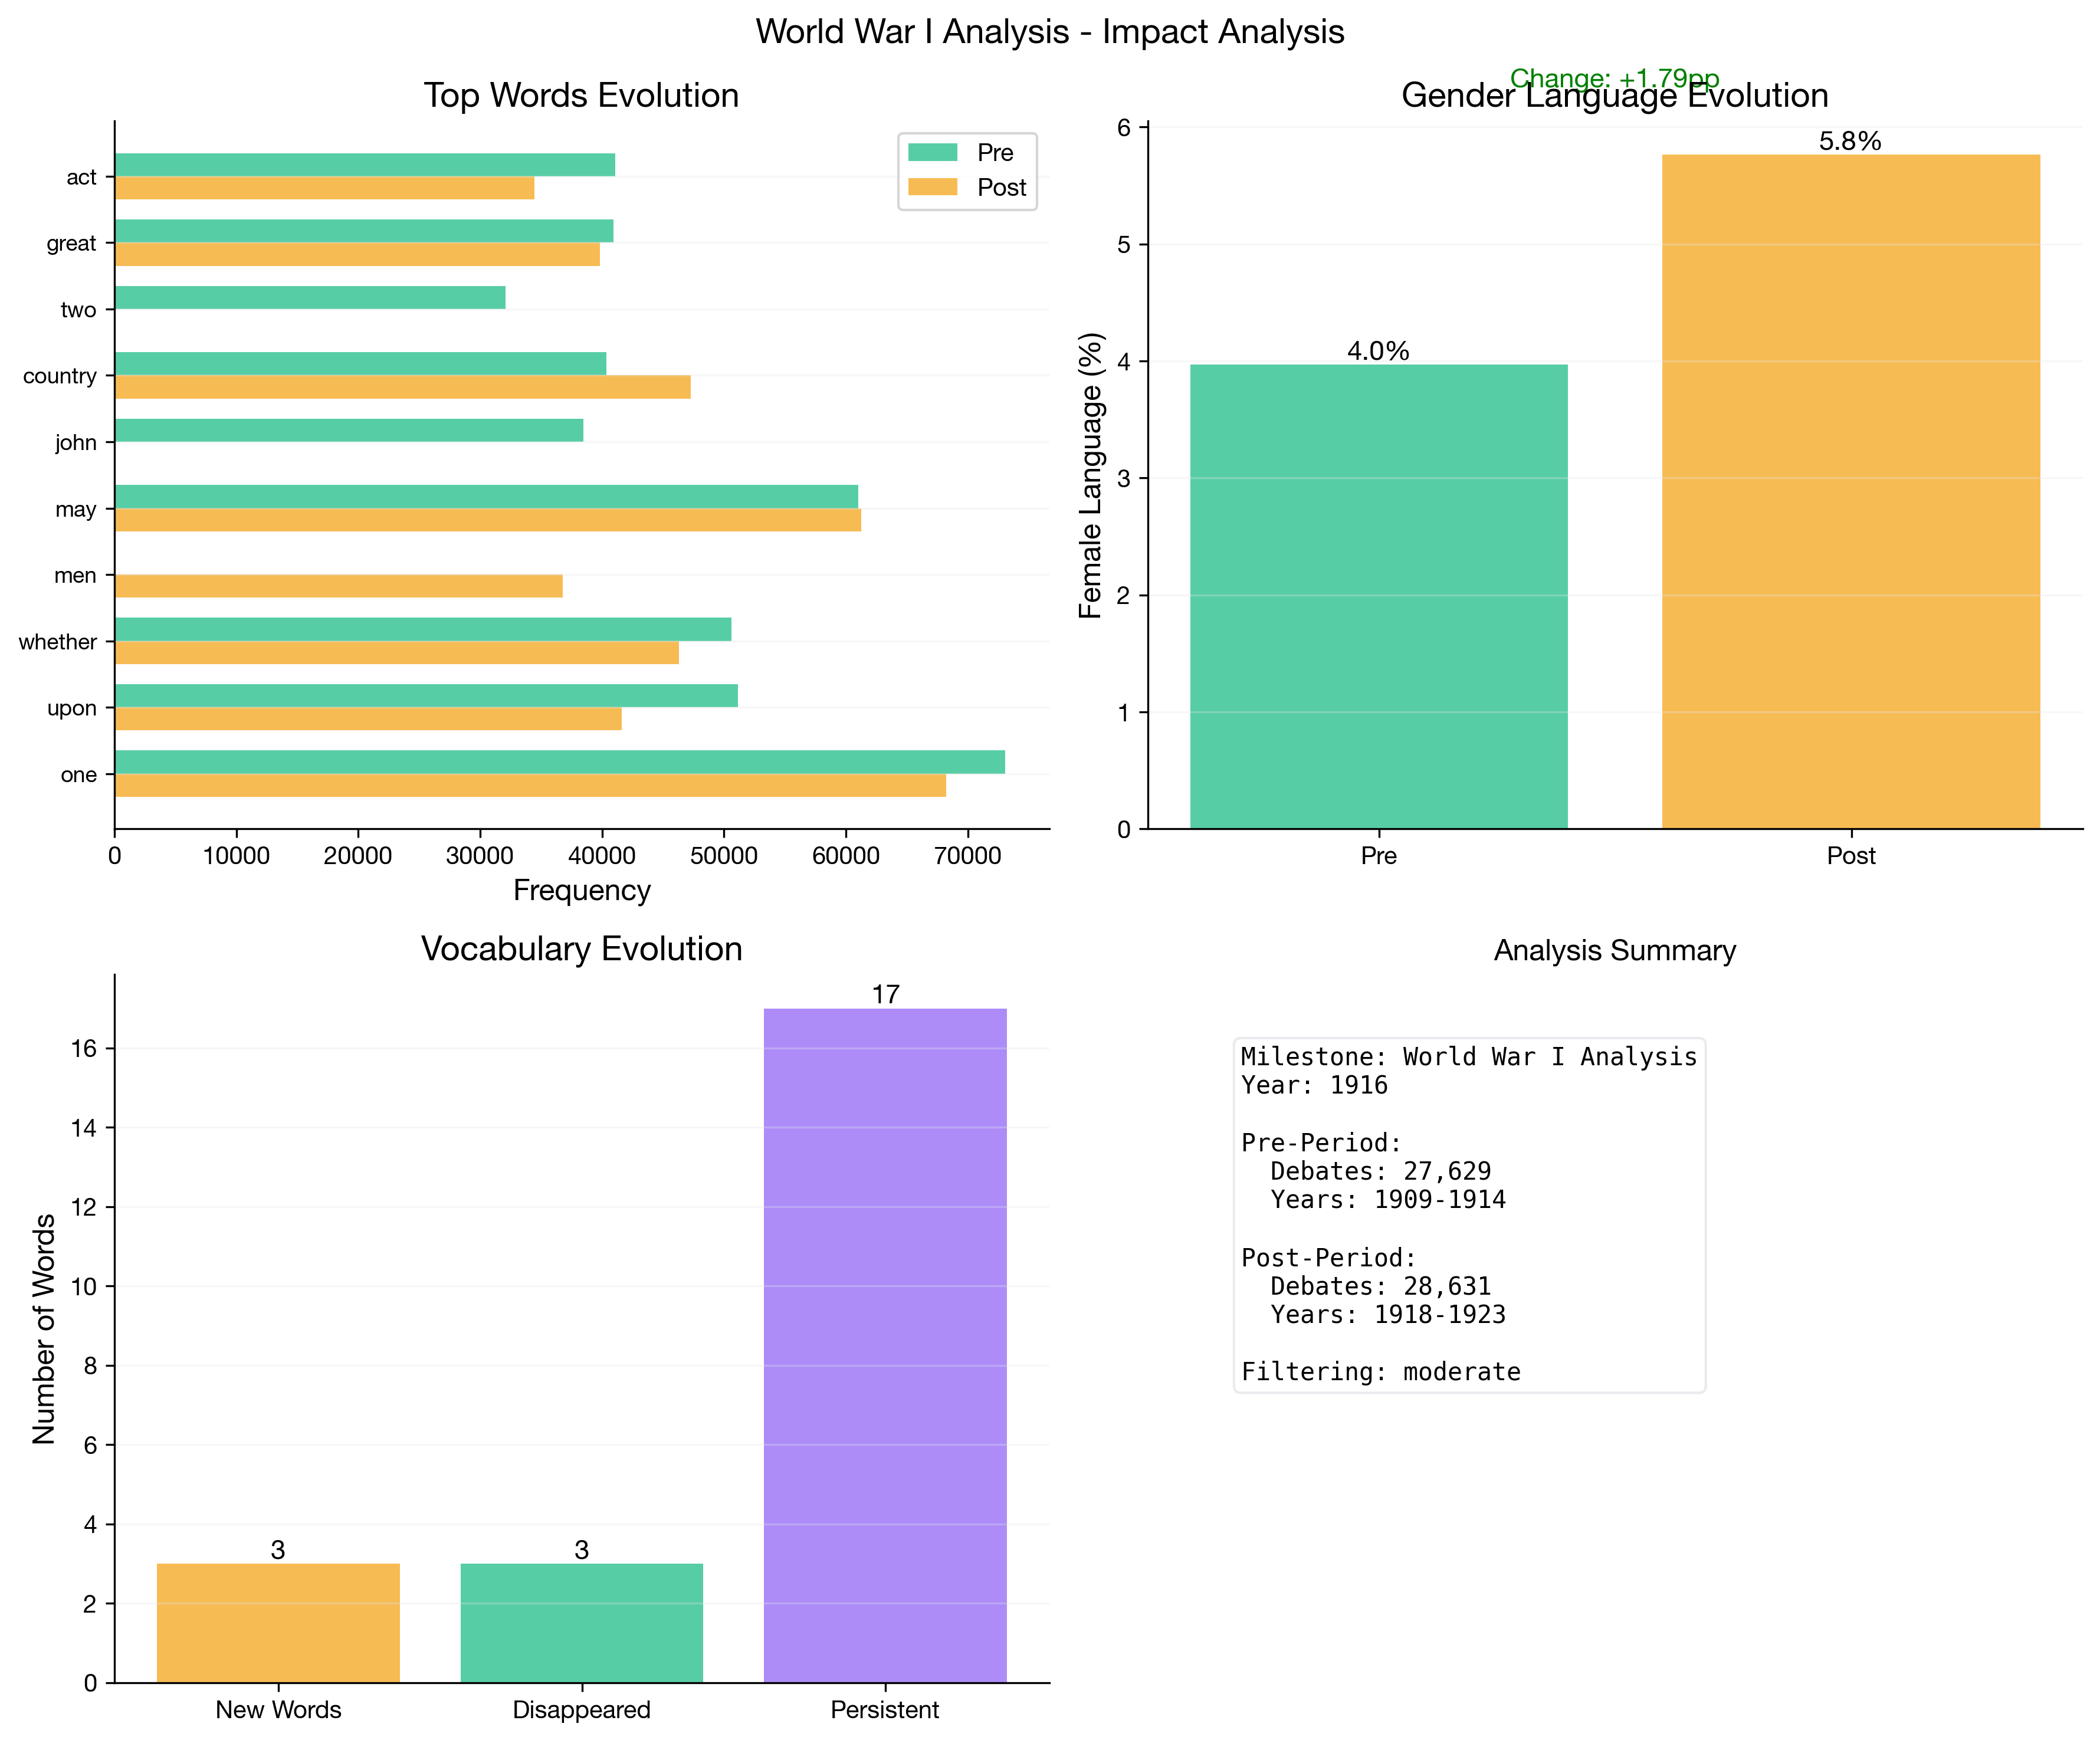 World War I Analysis - Impact Analysis
Top Words Evolution
act
great
two
country
john
may
men
whether
upon
one
Pre
Post
0 10000 20000 30000 40000 50000 60000 70000
Frequency
Change: +1.79pp
Gender Language Evolution
Female Language (%)
6
5
4
3
2
1
0
4.0%
5.8%
Pre Post
Vocabulary Evolution
Number of Words
16
14
12
10
8
6
4
2
0
3
3
17
New Words Disappeared Persistent
Analysis Summary
Milestone: World War I Analysis
Year: 1916
Pre-Period:
Debates: 27,629
Years: 1909-1914
Post-Period:
Debates: 28,631
Years: 1918-1923
Filtering: moderate